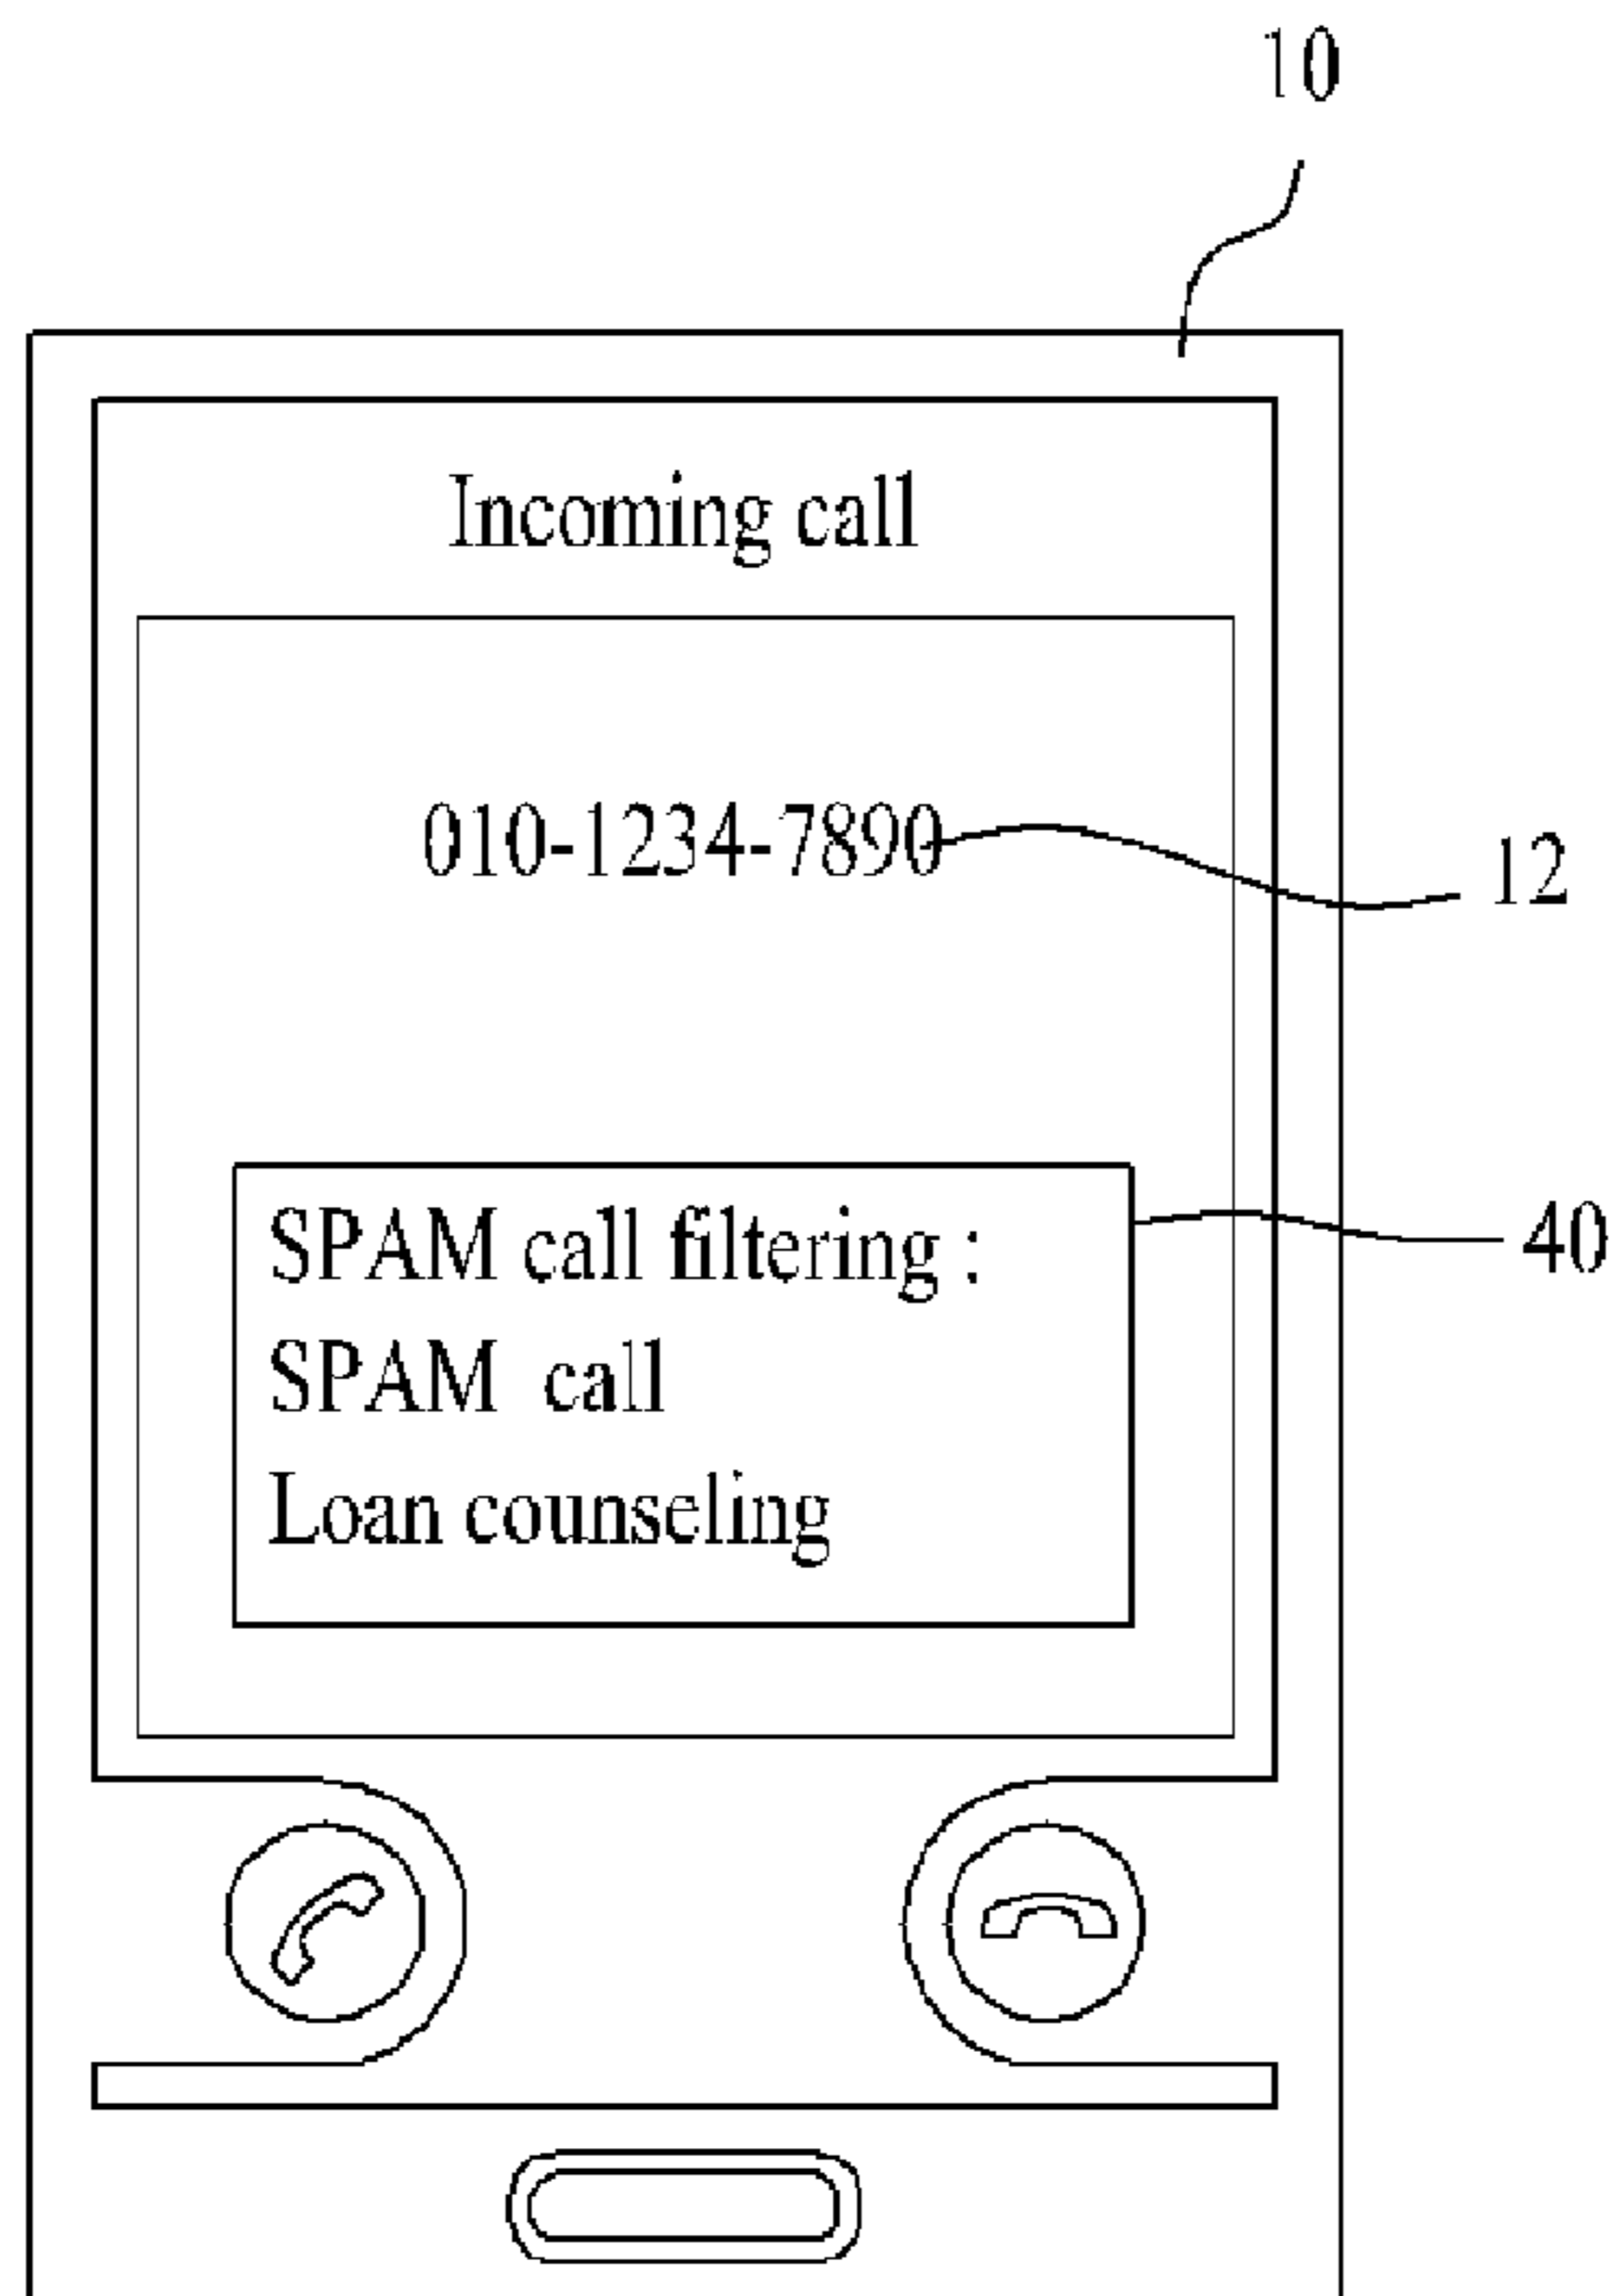 10
Incoming call
010-1234-7890
12
SPAM call filtering :
40
SPAM call
Loan counseling